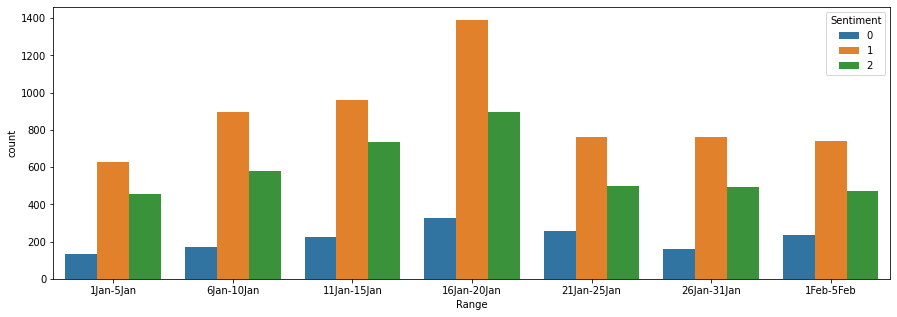 1400
1200
1000
800
600
400
200
0
count
Sentiment
0
1
2
1Jan-5Jan 6Jan-10Jan 11Jan-15Jan 16Jan-20Jan 21Jan-25Jan 26Jan-31Jan 1Feb-5Feb
Range